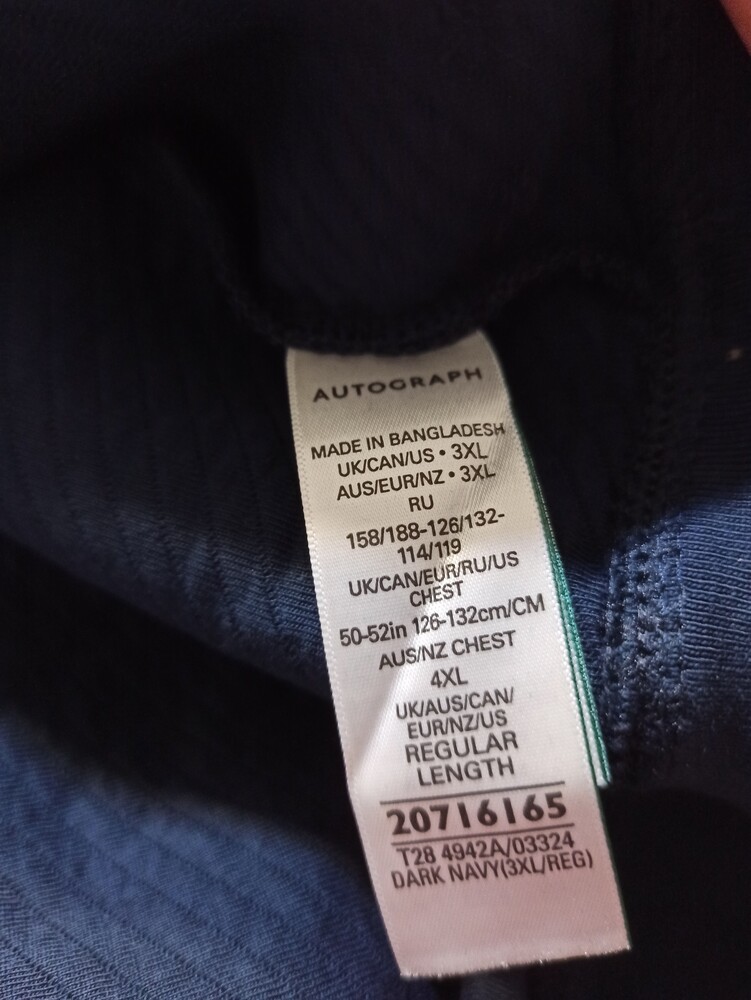 AUTOGRAPH
MADE IN BANGLADESH
UK/CAN/US • 3XL
AUS/EUR/NZ • 3XL
RU
158/188-126/132-
114/119
UK/CAN/EUR/RU/US
CHEST
50-52in 126-132cm/CM
AUS/NZ CHEST
4XL
UK/AUS/CAN/
EUR/NZ/US
REGULAR
LENGTH
20716165
T28 4942A/03324
DARK NAVY(3XL/REG)